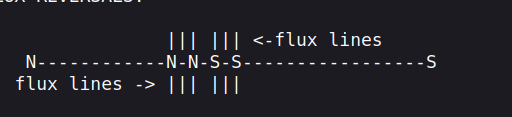 ||| ||| <-flux lines
N------------N-N-S-S-----------------S
flux lines -> ||| |||